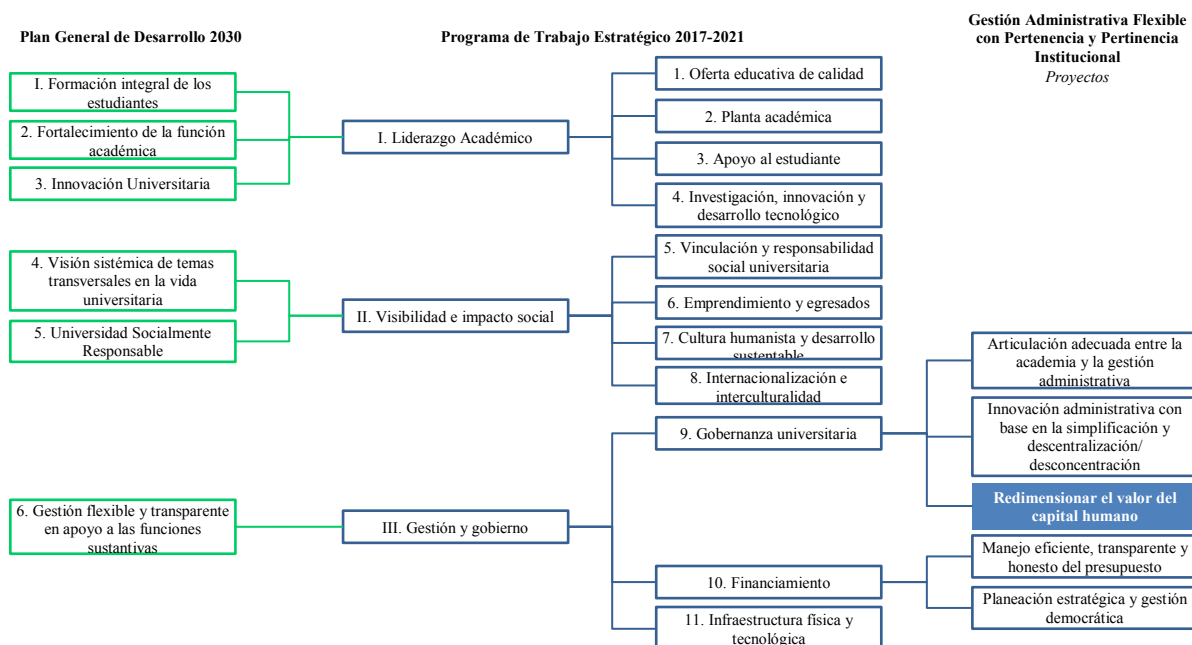 Plan General de Desarrollo 2030
Programa de Trabajo Estratégico 2017-2021
Gestión Administrativa Flexible
con Pertenencia y Pertinencia
Institucional
Proyectos
I. Formación integral de los
estudiantes
2. Fortalecimiento de la función
académica
3. Innovación Universitaria
I. Liderazgo Académico
1. Oferta educativa de calidad
2. Planta académica
3. Apoyo al estudiante
4. Investigación, innovación y
desarrollo tecnológico
4. Visión sistémica de temas
transversales en la vida
universitaria
5. Universidad Socialmente
Responsable
II. Visibilidad e impacto social
5. Vinculación y responsabilidad
social universitaria
6. Emprendimiento y egresados
7. Cultura humanista y desarrollo
sustentable
8. Internacionalización e
interculturalidad
6. Gestión flexible y transparente
en apoyo a las funciones
sustantivas
III. Gestión y gobierno
9. Gobernanza universitaria
10. Financiamiento
11. Infraestructura física y
tecnológica
Articulación adecuada entre la
academia y la gestión
administrativa
Innovación administrativa con
base en la simplificación y
descentralización/
desconcentración
Redimensionar el valor del
capital humano
Manejo eficiente, transparente y
honesto del presupuesto
Planeación estratégica y gestión
democrática